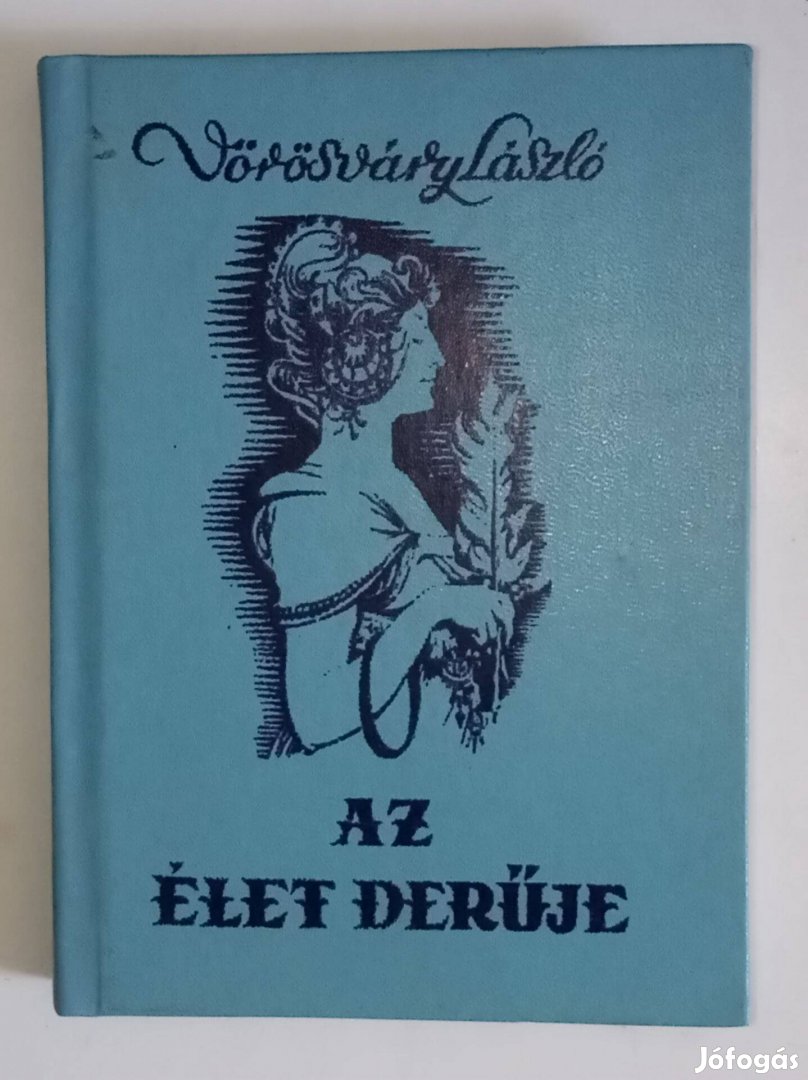 Vörösváry László
AZ
ÉLET DERŰJE
Jófogás